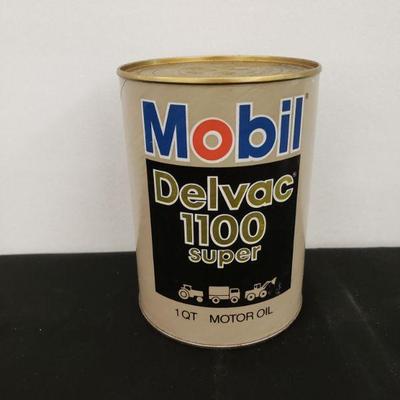 Mobil®
Delvac®
1100
super
1 QT MOTOR OIL